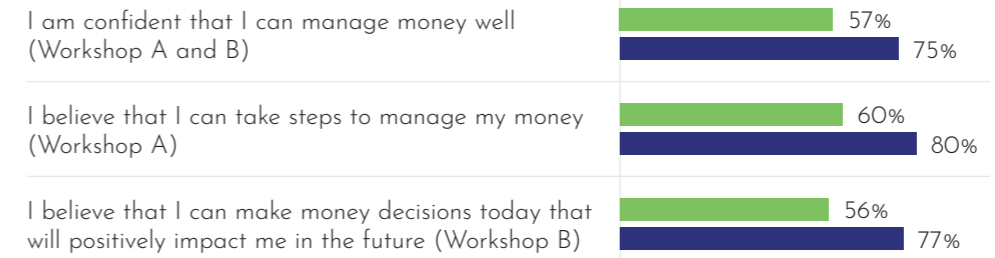 I am confident that I can manage money well
(Workshop A and B)
57%
75%
I believe that I can take steps to manage my money
(Workshop A)
60%
80%
I believe that I can make money decisions today that
will positively impact me in the future (Workshop B)
56%
77%